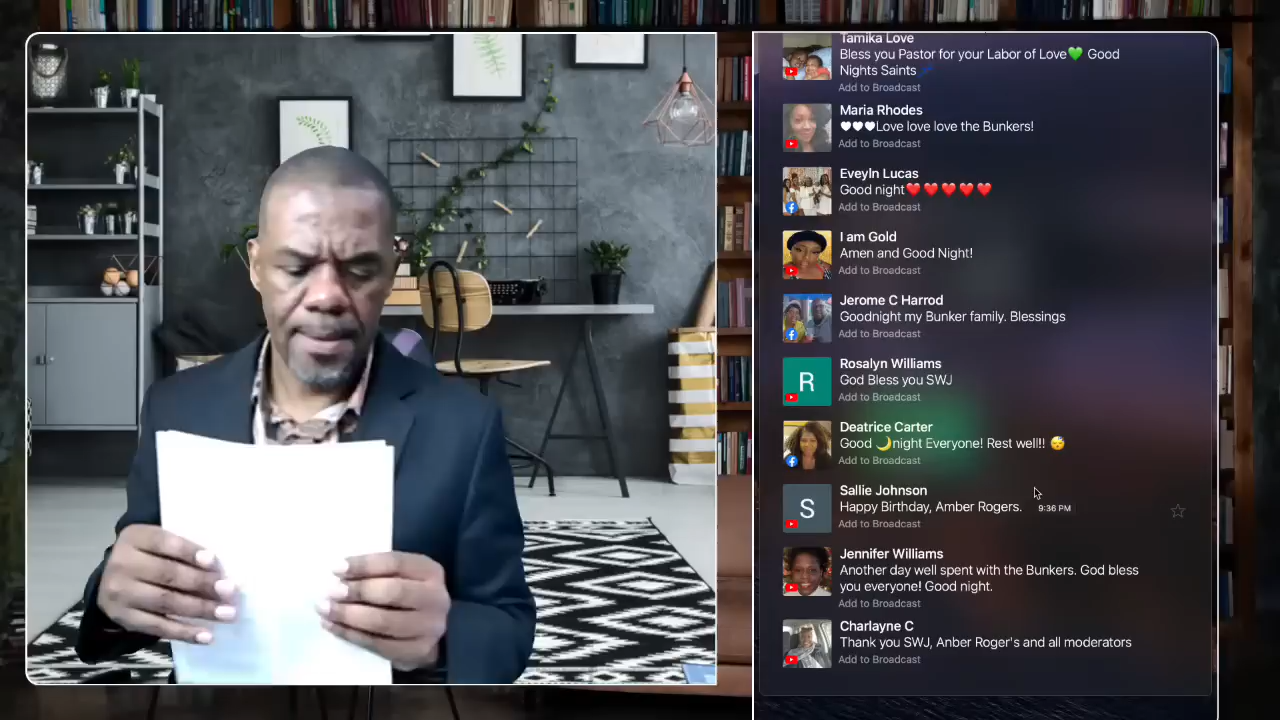 Tamika Love
Bless you Pastor for your Labor of Love💚 Good
Nights Saints
Add to Broadcast
Maria Rhodes
🤍🤍🤍Love love love the Bunkers!
Add to Broadcast
Eveyln Lucas
Good night❤️❤️❤️❤️❤️
Add to Broadcast
I am Gold
Amen and Good Night!
Add to Broadcast
Jerome C Harrod
Goodnight my Bunker family. Blessings
Add to Broadcast
R
Rosalyn Williams
God Bless you SWJ
Add to Broadcast
Deatrice Carter
Good 🌙night Everyone! Rest well!! 😴
Add to Broadcast
S
Sallie Johnson
Happy Birthday, Amber Rogers. 9:36 PM
Add to Broadcast
Jennifer Williams
Another day well spent with the Bunkers. God bless
you everyone! Good night.
Add to Broadcast
Charlayne C
Thank you SWJ, Anber Roger's and all moderators
Add to Broadcast